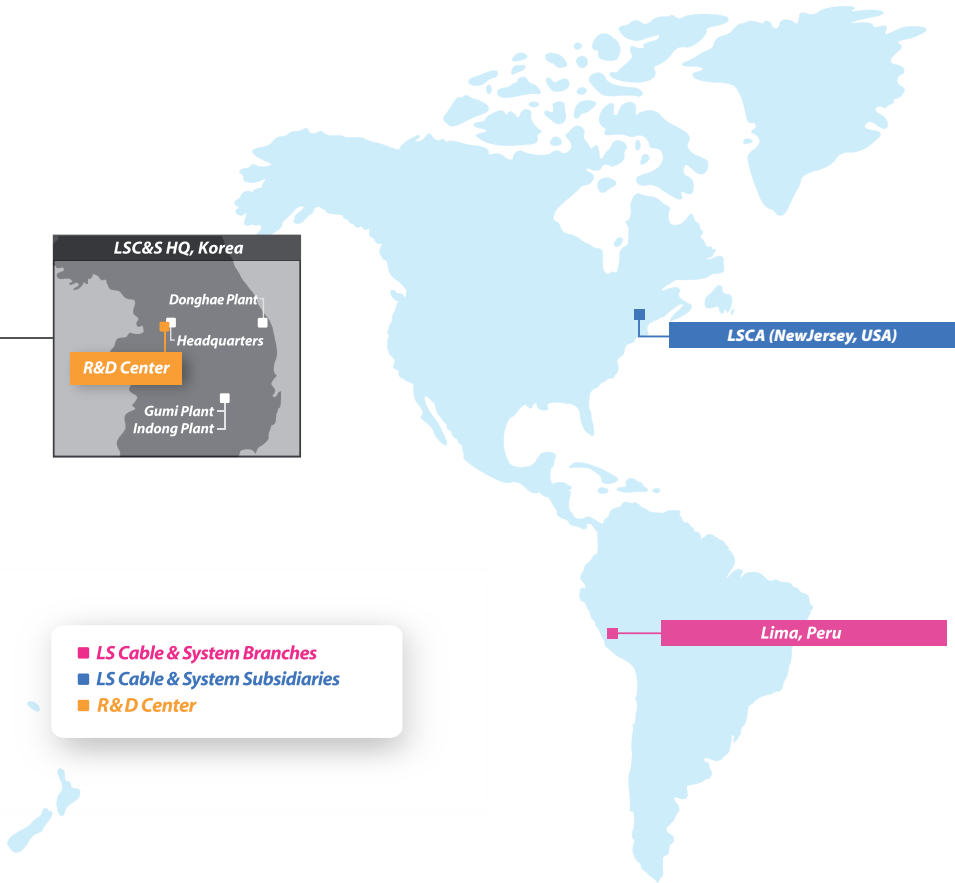 LSC&S HQ, Korea
Donghae Plant
Headquarters
R&D Center
Gumi Plant
Indong Plant
LSCA (NewJersey, USA)
Lima, Peru
LS Cable & System Branches
LS Cable & System Subsidiaries
R&D Center